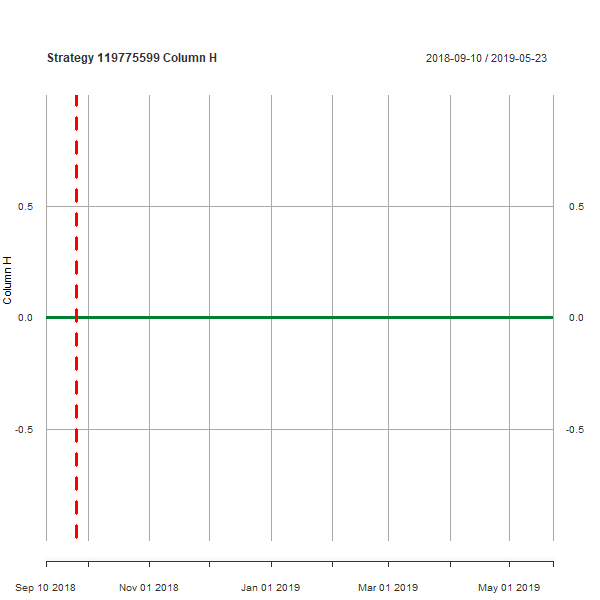 Strategy 119775599 Column H
2018-09-10 / 2019-05-23
0.5
0.5
Column H
0.0
0.0
-0.5
-0.5
Sep 10 2018
Nov 01 2018
Jan 01 2019
Mar 01 2019
May 01 2019